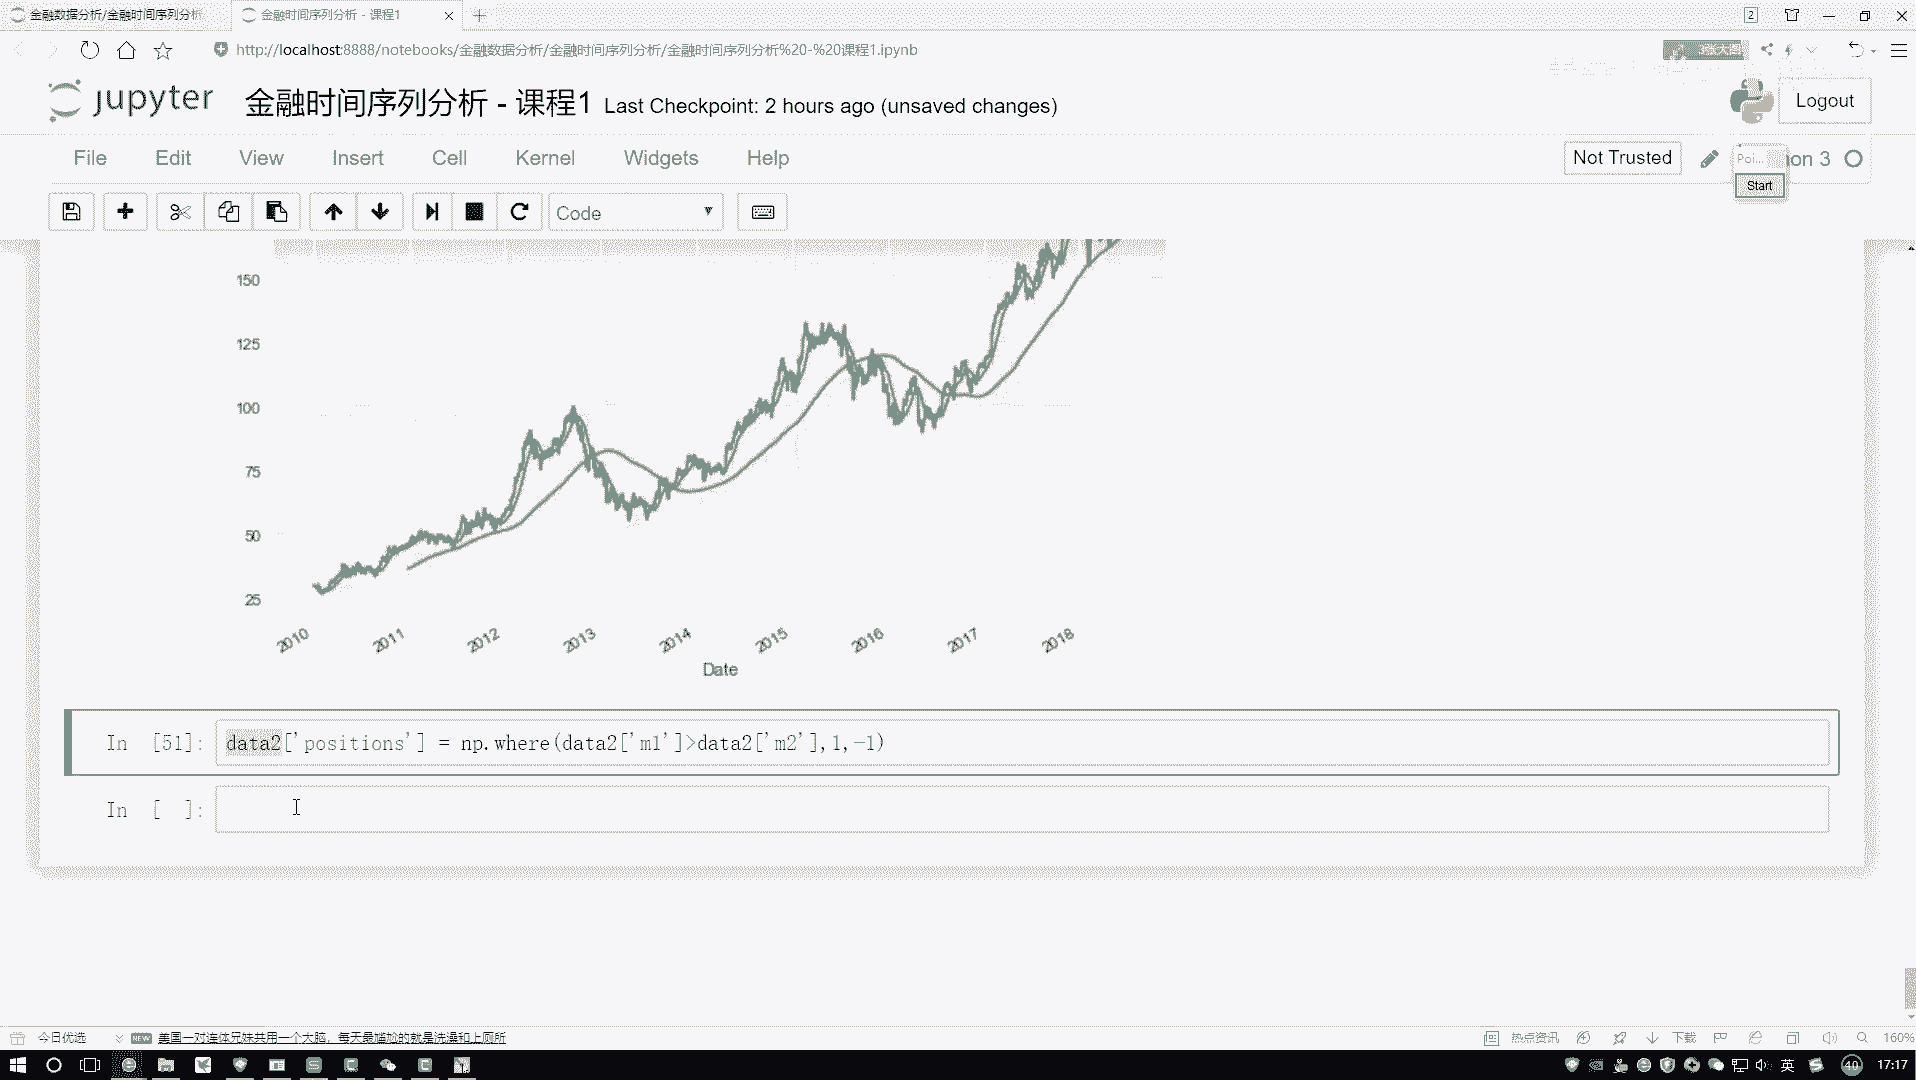 金融数据分析/金融时间序列分析
金融时间序列分析 - 课程1
2
http://localhost:8888/notebooks/金融数据分析/金融时间序列分析/金融时间序列分析%20-%20课程1.ipynb
3张大图
jupyter
金融时间序列分析 - 课程1
Last Checkpoint: 2 hours ago (unsaved changes)
Logout
File Edit View Insert Cell Kernel Widgets Help
Not Trusted
Poi...
on 3
Start
Code
150
125
100
75
50
25
2010 2011 2012 2013 2014 2015 2016 2017 2018
Date
In [51]: data2['positions'] = np.where(data2['m1']>data2['m2'],1,-1)
In [ ]:
今日优选
NEW
美国一对连体兄妹共用一个大脑，每天最尴尬的就是洗澡和上厕所
热点资讯
下载
160%
英
40
17:17